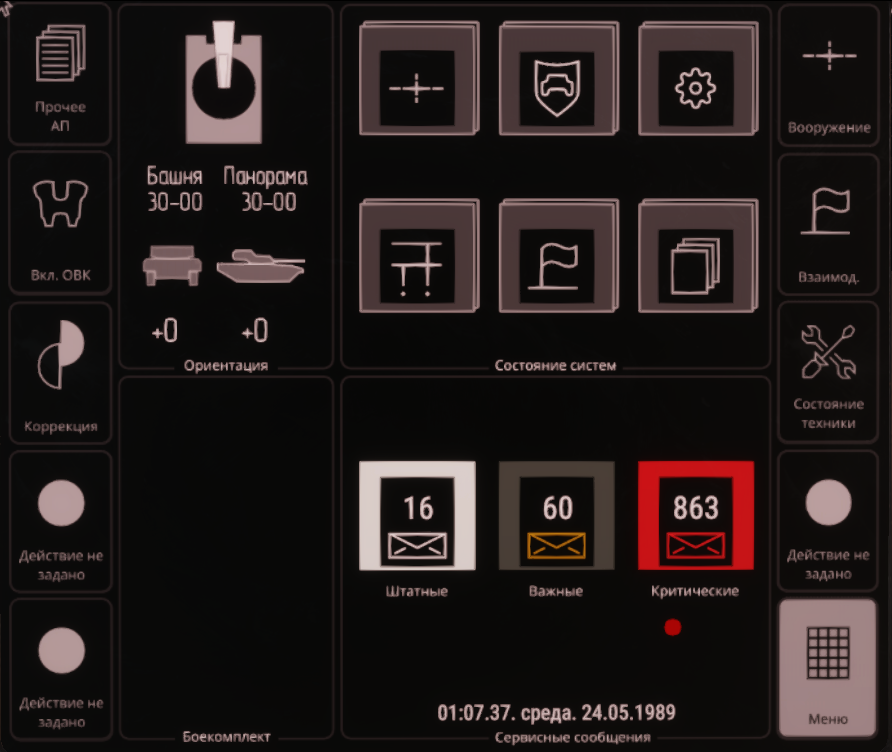 Прочее
АП
Вкл. ОВК
Коррекция
Действие не
задано
Действие не
задано
Башня Панорама
30-00 30-00
+0 +0
Ориентация
Боекомплект
Состояние систем
16 60 863
Штатные Важные Критические
01:07.37. среда. 24.05.1989
Сервисные сообщения
Вооружение
Взаимод.
Состояние
техники
Действие не
задано
Меню